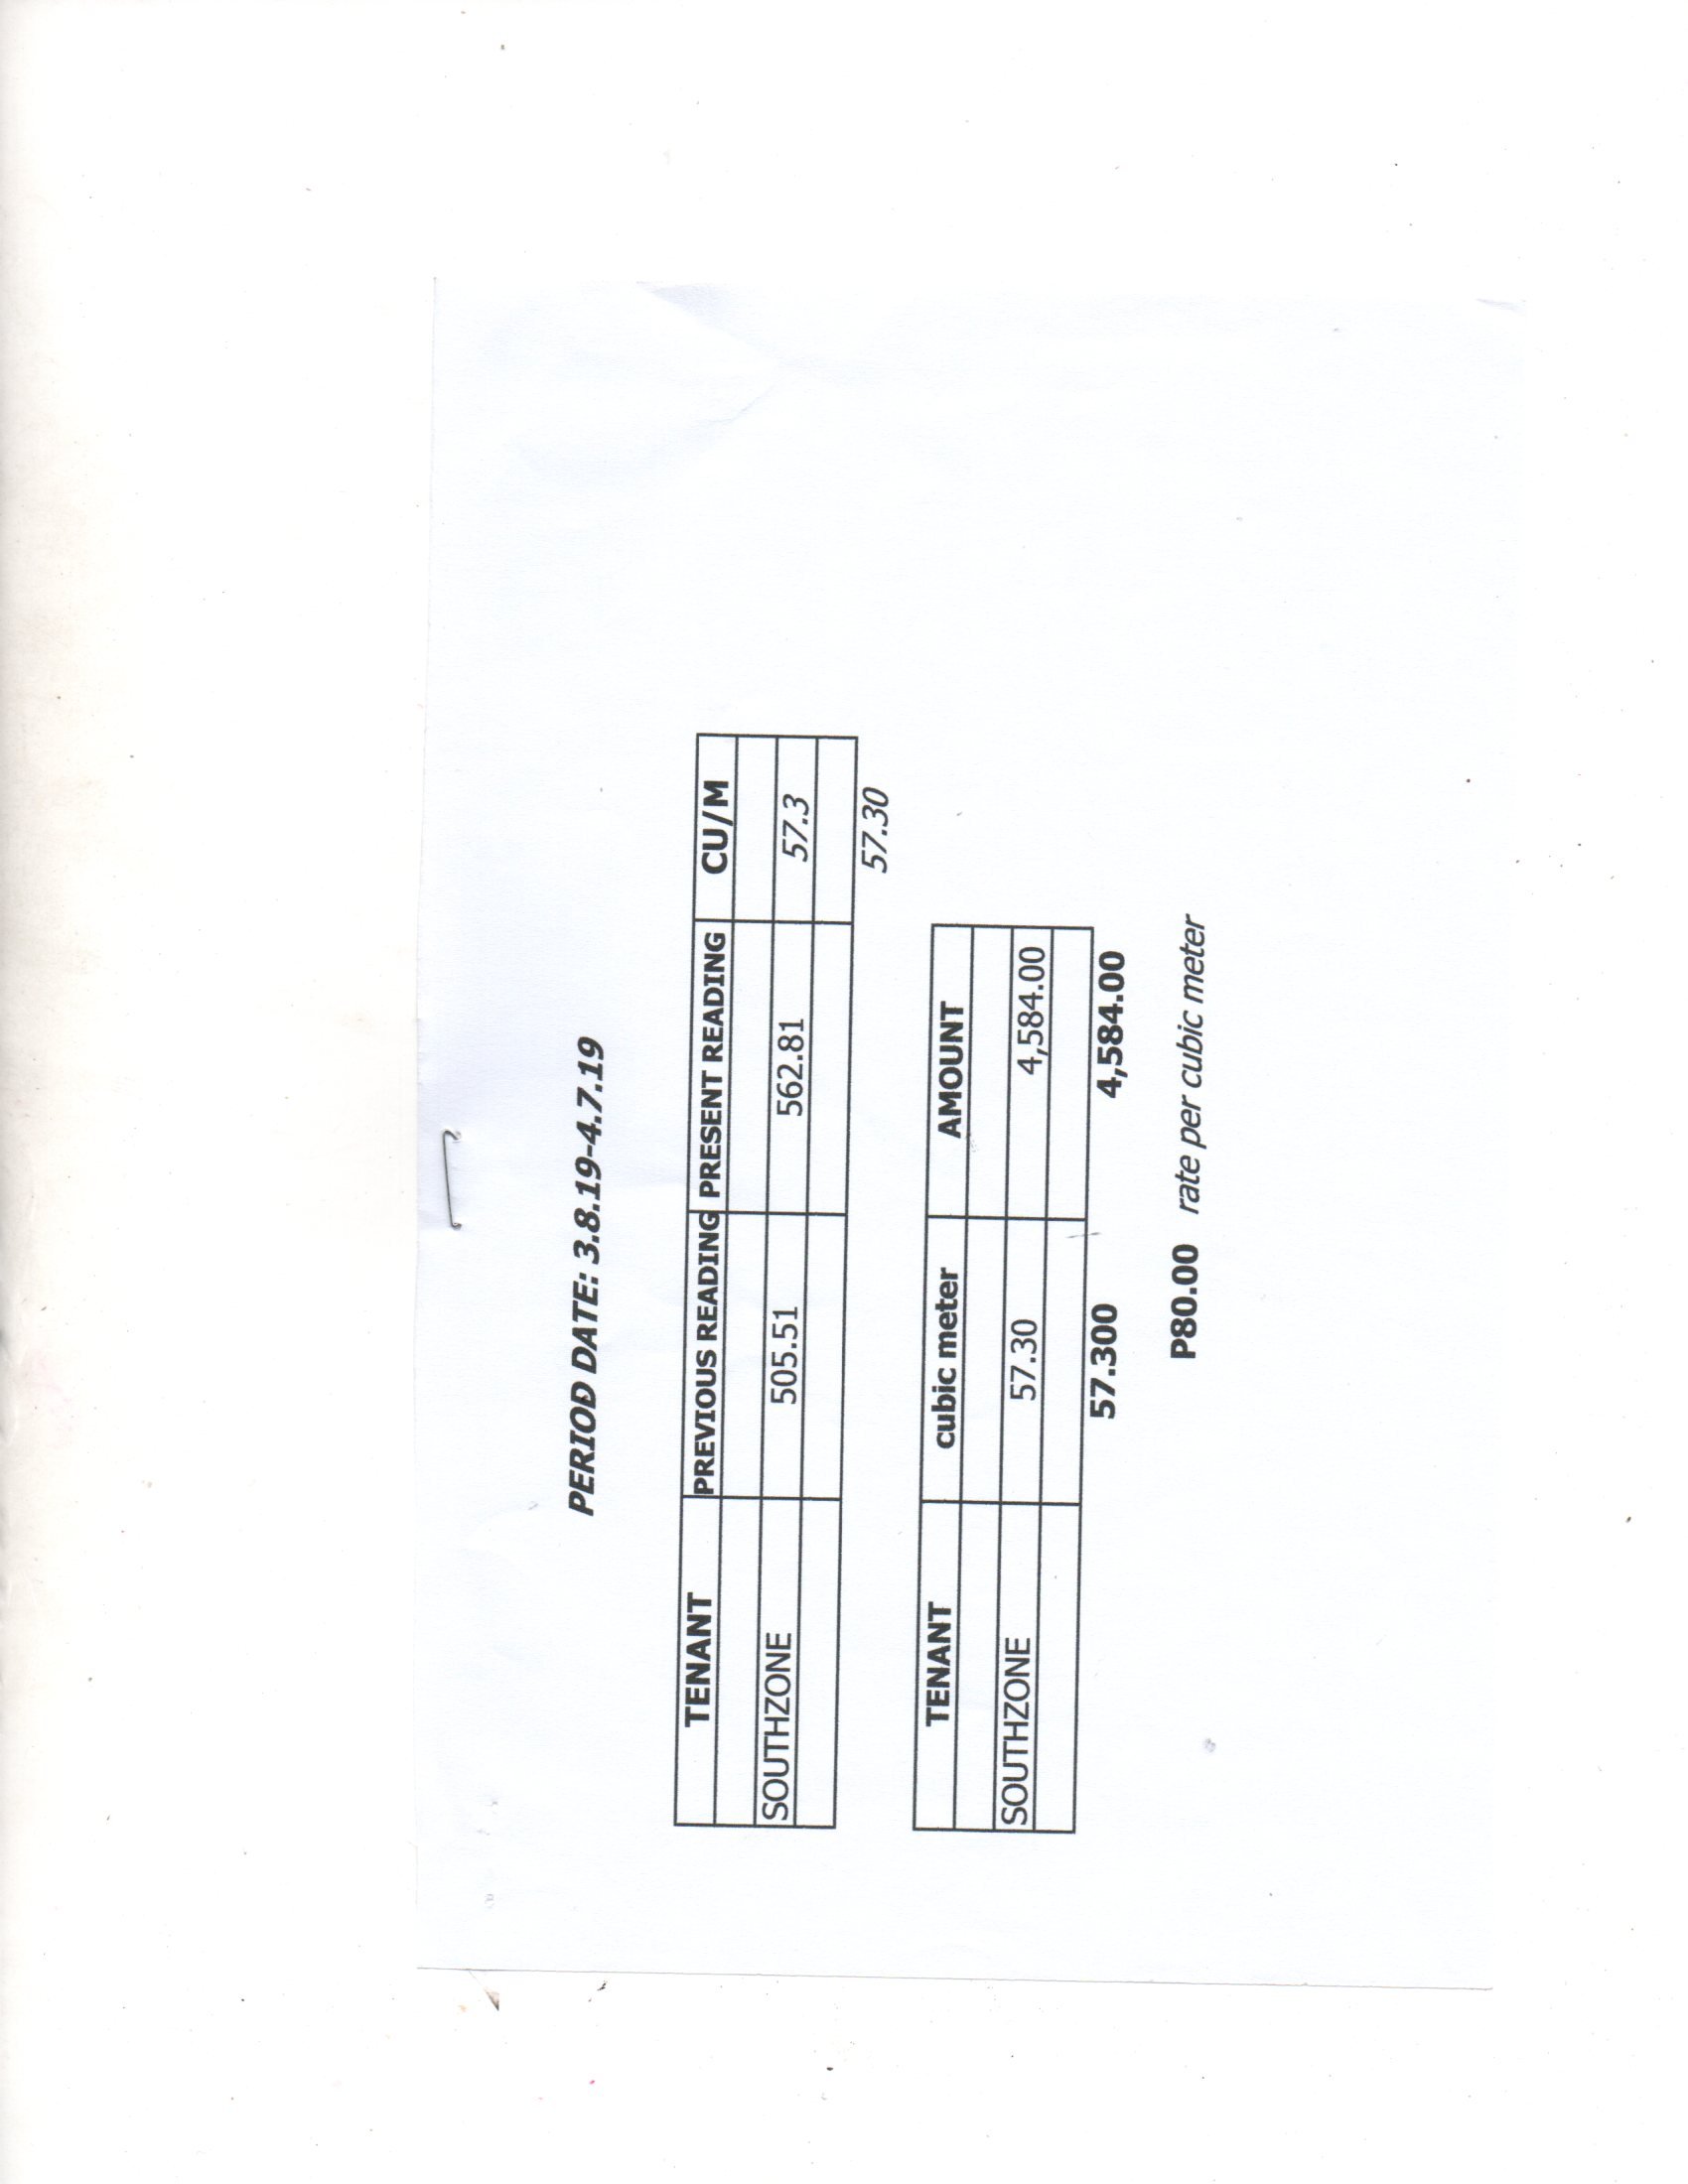 PERIOD DATE: 3.8.19-4.7.19
TENANT PREVIOUS READING PRESENT READING CU/M
SOUTHZONE 505.51 562.81 57.3
57.30
TENANT cubic meter AMOUNT
SOUTHZONE 57.30 4,584.00
57.300 4,584.00
P80.00 rate per cubic meter